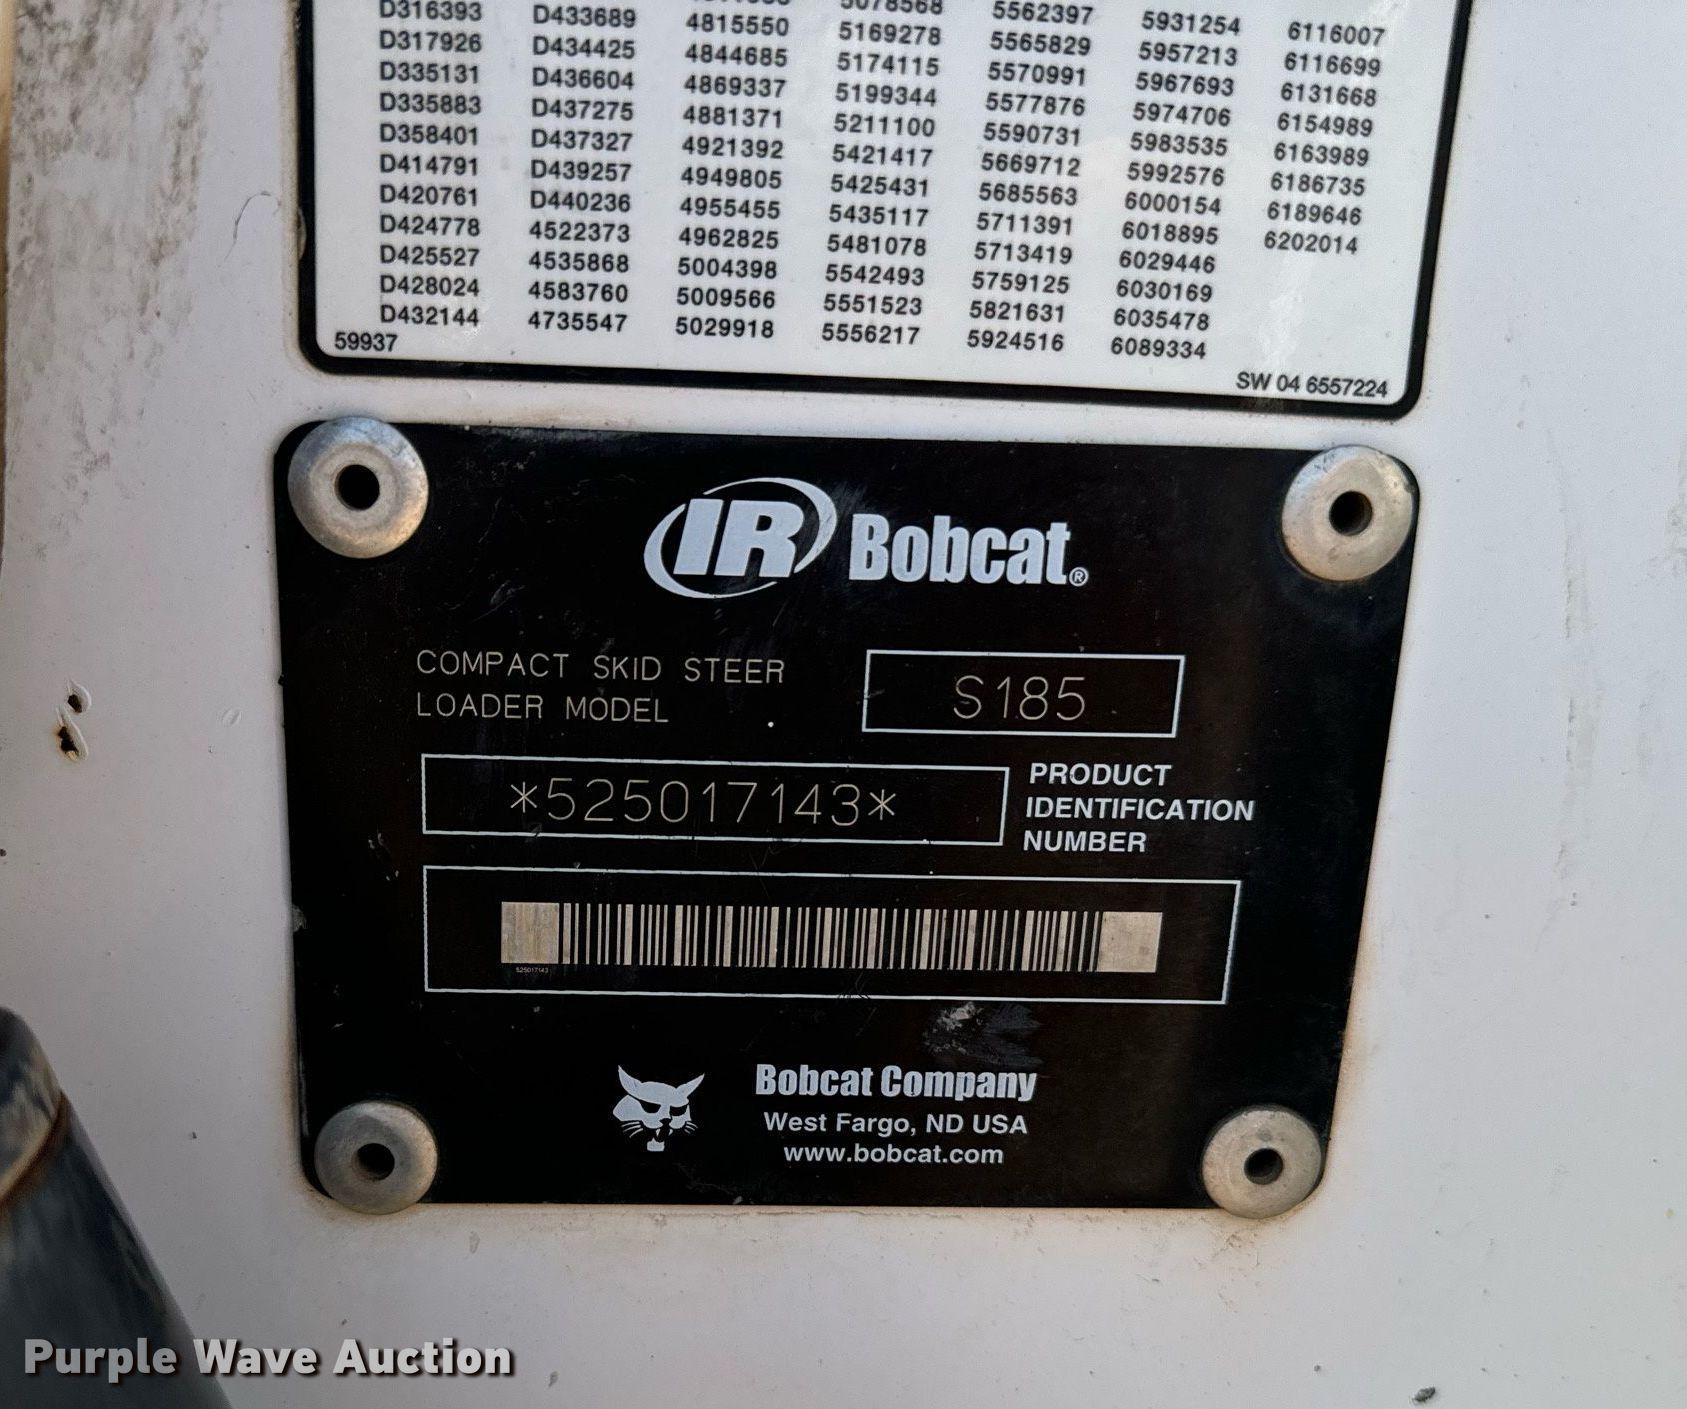 D316393 D433689 4815550 5169278 5562397 5931254 6116007
D317926 D434425 4844685 5174115 5565829 5957213 6116699
D335131 D436604 4869337 5199344 5570991 5967693 6131668
D335883 D437275 4881371 5211100 5577876 5974706 6154989
D358401 D437327 4921392 5421417 5590731 5983535 6163989
D414791 D439257 4949805 5425431 5669712 5992576 6186735
D420761 D440236 4955455 5435117 5685563 6000154 6189646
D424778 4522373 4962825 5481078 5711391 6018895 6202014
D425527 4535868 5004398 5542493 5713419 6029446
D428024 4583760 5009566 5551523 5759125 6030169
D432144 4735547 5029918 5556217 5821631 6035478
5924516 6089334
59937
SW 04 6557224
IR Bobcat®
COMPACT SKID STEER
LOADER MODEL
S185
*525017143*
PRODUCT
IDENTIFICATION
NUMBER
525017143
Bobcat Company
West Fargo, ND USA
www.bobcat.com
Purple Wave Auction